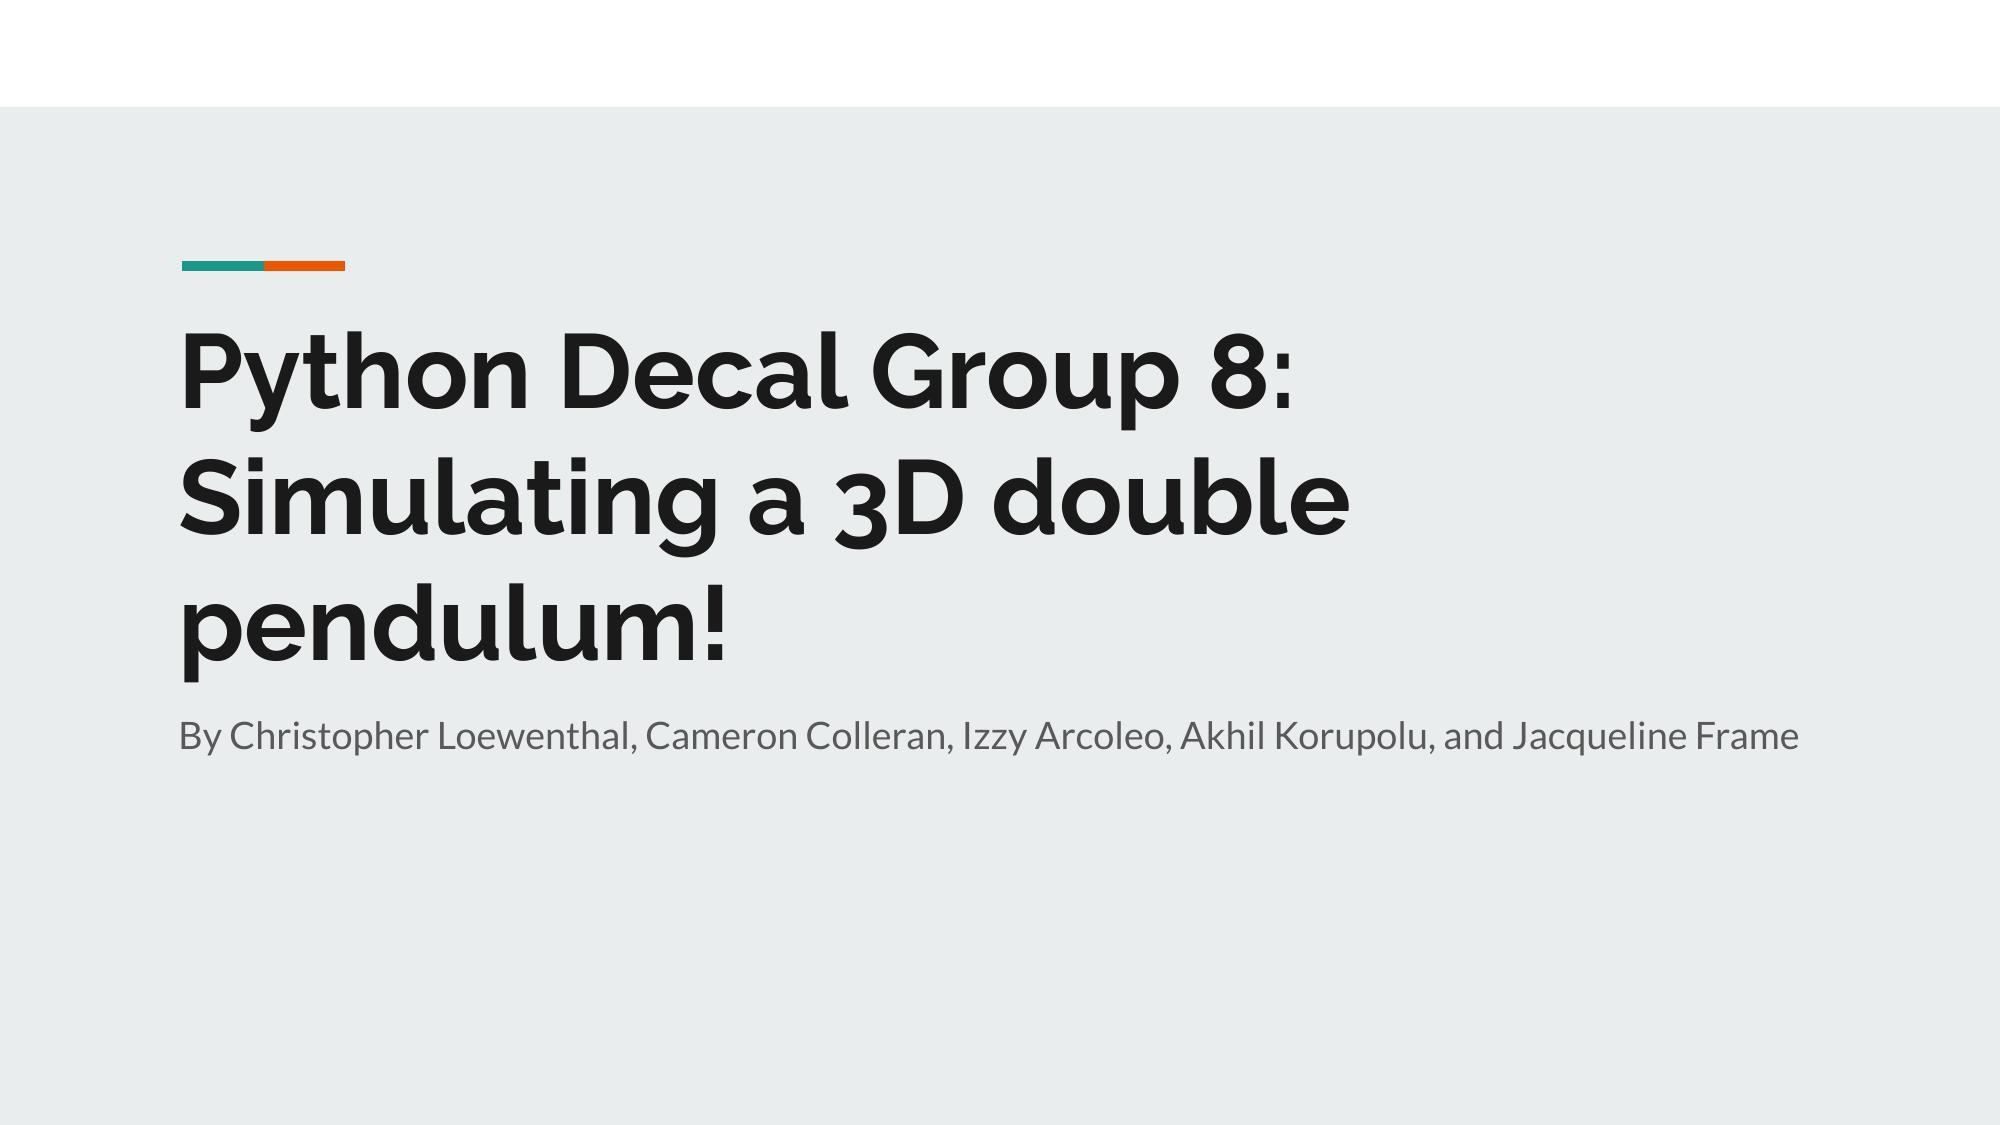 Python Decal Group 8:
Simulating a 3D double
pendulum!
By Christopher Loewenthal, Cameron Colleran, Izzy Arcoleo, Akhil Korupolu, and Jacqueline Frame